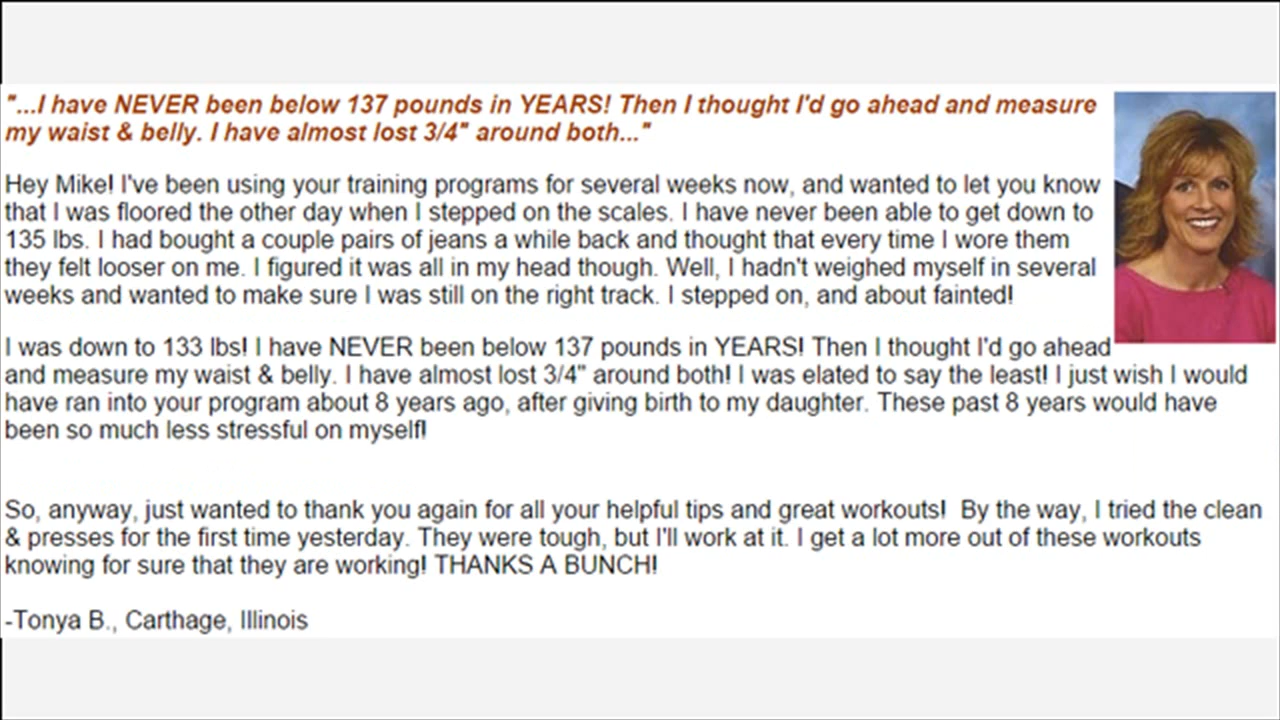 "...I have NEVER been below 137 pounds in YEARS! Then I thought I'd go ahead and measure
my waist & belly. I have almost lost 3/4" around both..."
Hey Mike! I've been using your training programs for several weeks now, and wanted to let you know
that I was floored the other day when I stepped on the scales. I have never been able to get down to
135 lbs. I had bought a couple pairs of jeans a while back and thought that every time I wore them
they felt looser on me. I figured it was all in my head though. Well, I hadn't weighed myself in several
weeks and wanted to make sure I was still on the right track. I stepped on, and about fainted!
I was down to 133 lbs! I have NEVER been below 137 pounds in YEARS! Then I thought I'd go ahead
and measure my waist & belly. I have almost lost 3/4" around both! I was elated to say the least! I just wish I would
have ran into your program about 8 years ago, after giving birth to my daughter. These past 8 years would have
been so much less stressful on myself!
So, anyway, just wanted to thank you again for all your helpful tips and great workouts!  By the way, I tried the clean
& presses for the first time yesterday. They were tough, but I'll work at it. I get a lot more out of these workouts
knowing for sure that they are working! THANKS A BUNCH!
-Tonya B., Carthage, Illinois